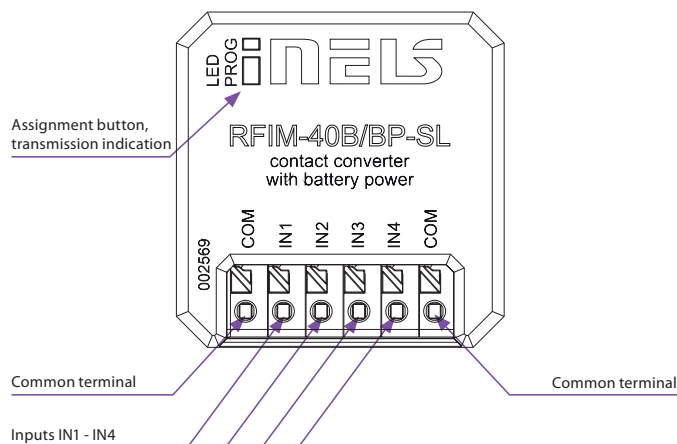 LED
PROG
iNELS
Assignment button,
transmission indication
RFIM-40B/BP-SL
contact converter
with battery power
002569
COM
IN1
IN2
IN3
IN4
COM
Common terminal
Common terminal
Inputs IN1 - IN4